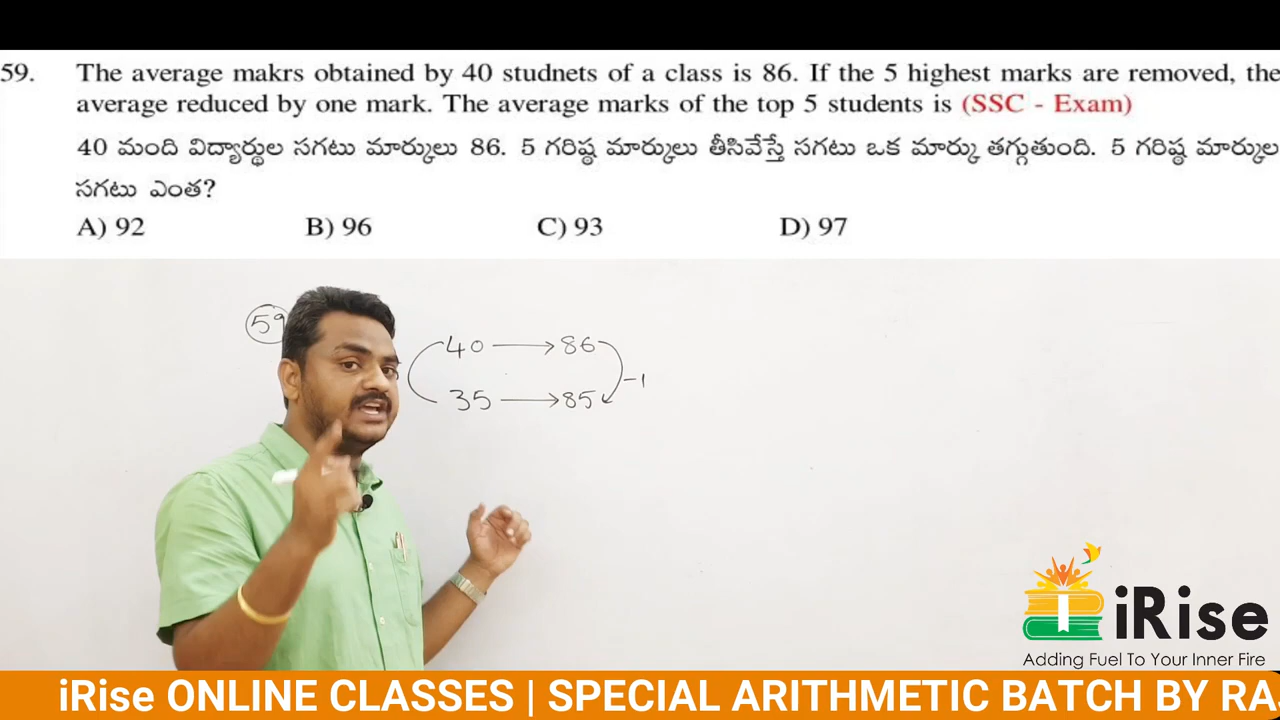 59. The average makrs obtained by 40 studnets of a class is 86. If the 5 highest marks are removed, the
average reduced by one mark. The average marks of the top 5 students is (SSC - Exam)
40 మంది విద్యార్థుల సగటు మార్కులు 86. 5 గరిష్ఠ మార్కులు తీసివేస్తే సగటు ఒక మార్కు తగ్గుతుంది. 5 గరిష్ఠ మార్కుల
సగటు ఎంత?
A) 92 B) 96 C) 93 D) 97
59
40 → 86
-1
35 → 85
iRise
Adding Fuel To Your Inner Fire
iRise ONLINE CLASSES | SPECIAL ARITHMETIC BATCH BY RA